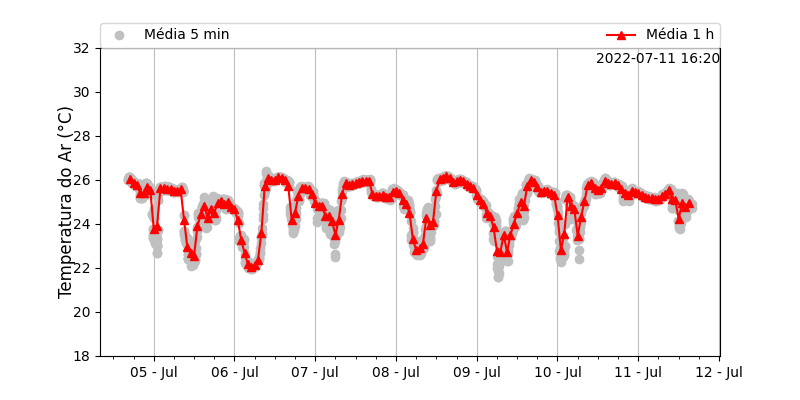 Média 5 min
Média 1 h
2022-07-11 16:20
Temperatura do Ar (°C)
32
30
28
26
24
22
20
18
05 - Jul
06 - Jul
07 - Jul
08 - Jul
09 - Jul
10 - Jul
11 - Jul
12 - Jul